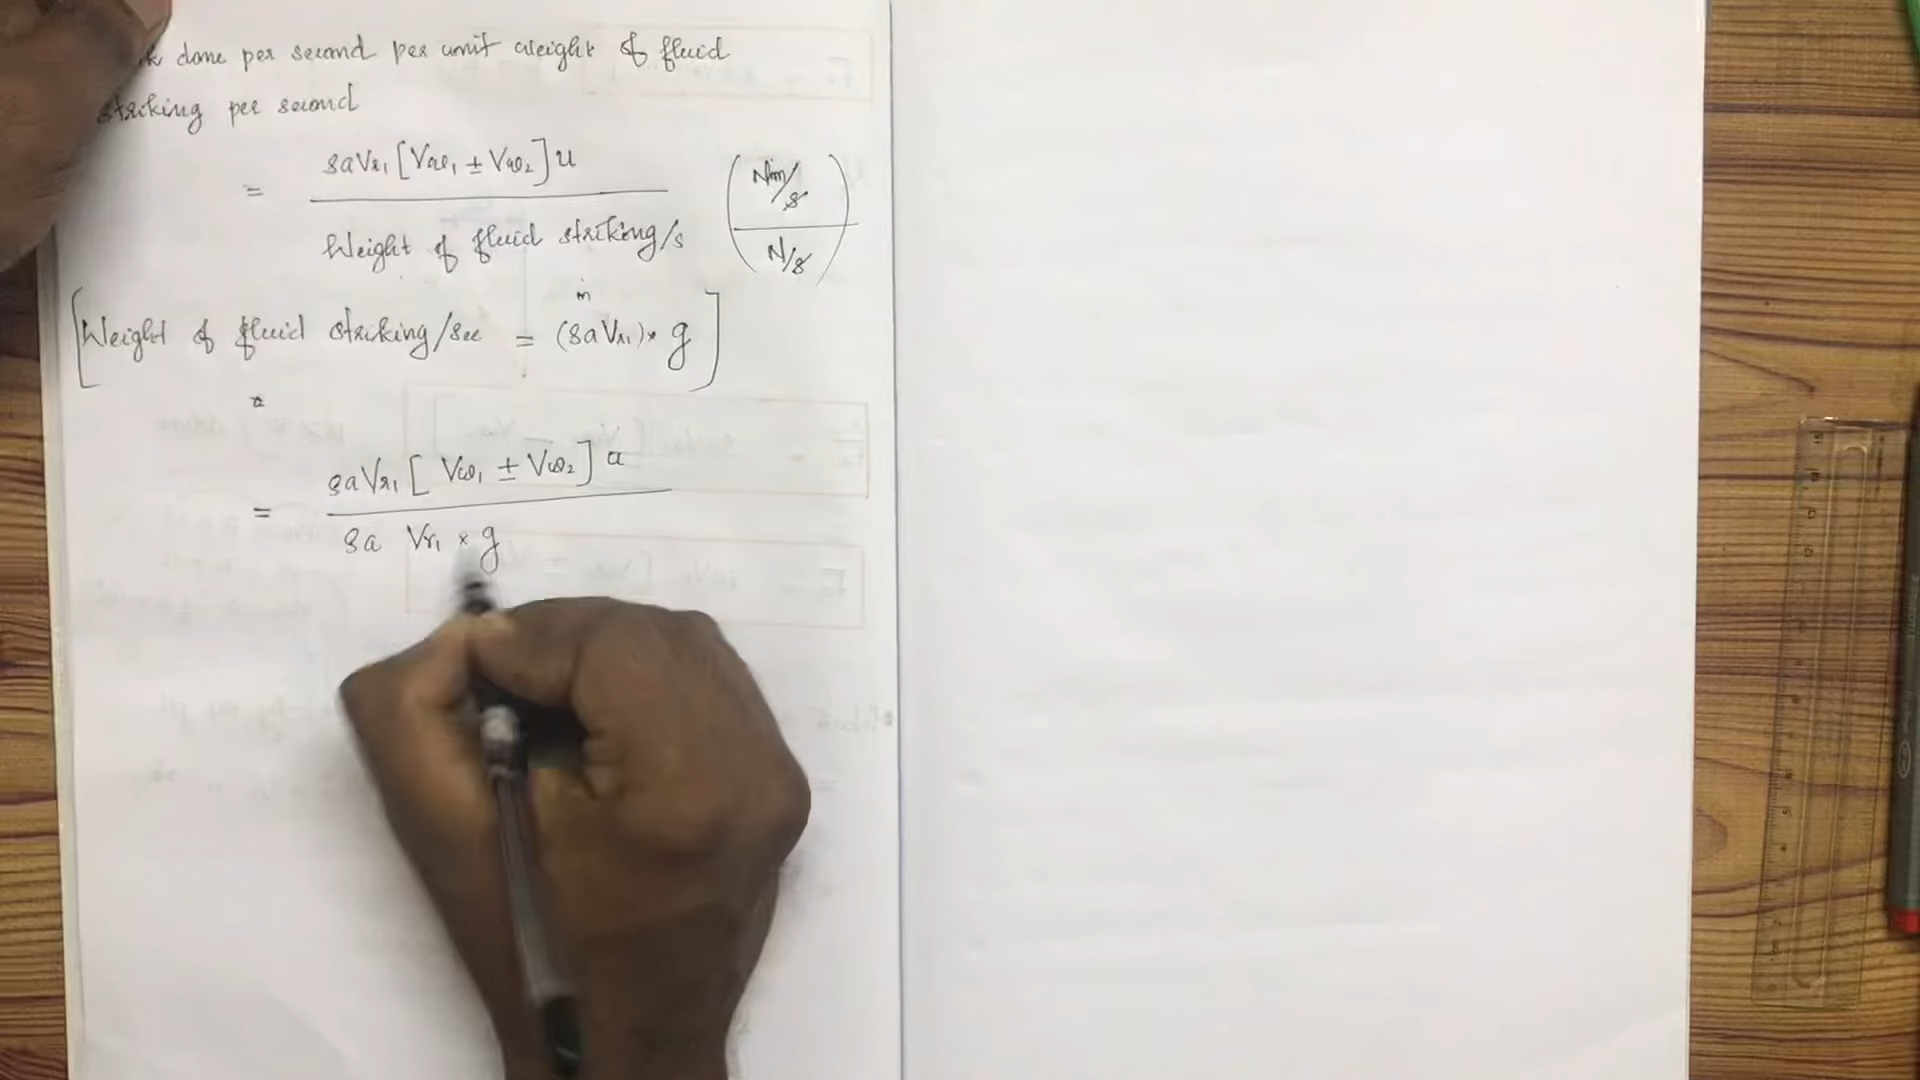 done per second per unit weight of fluid
striking per second
= ρaVr₁[Vw₁ ± Vw₂]u / Weight of fluid striking/s (Nm/s / N/s)
ṁ
[Weight of fluid striking/sec = (ρaVr₁)× g]
= ρaVr₁[Vw₁ ± Vw₂]u / ρa Vr₁ × g